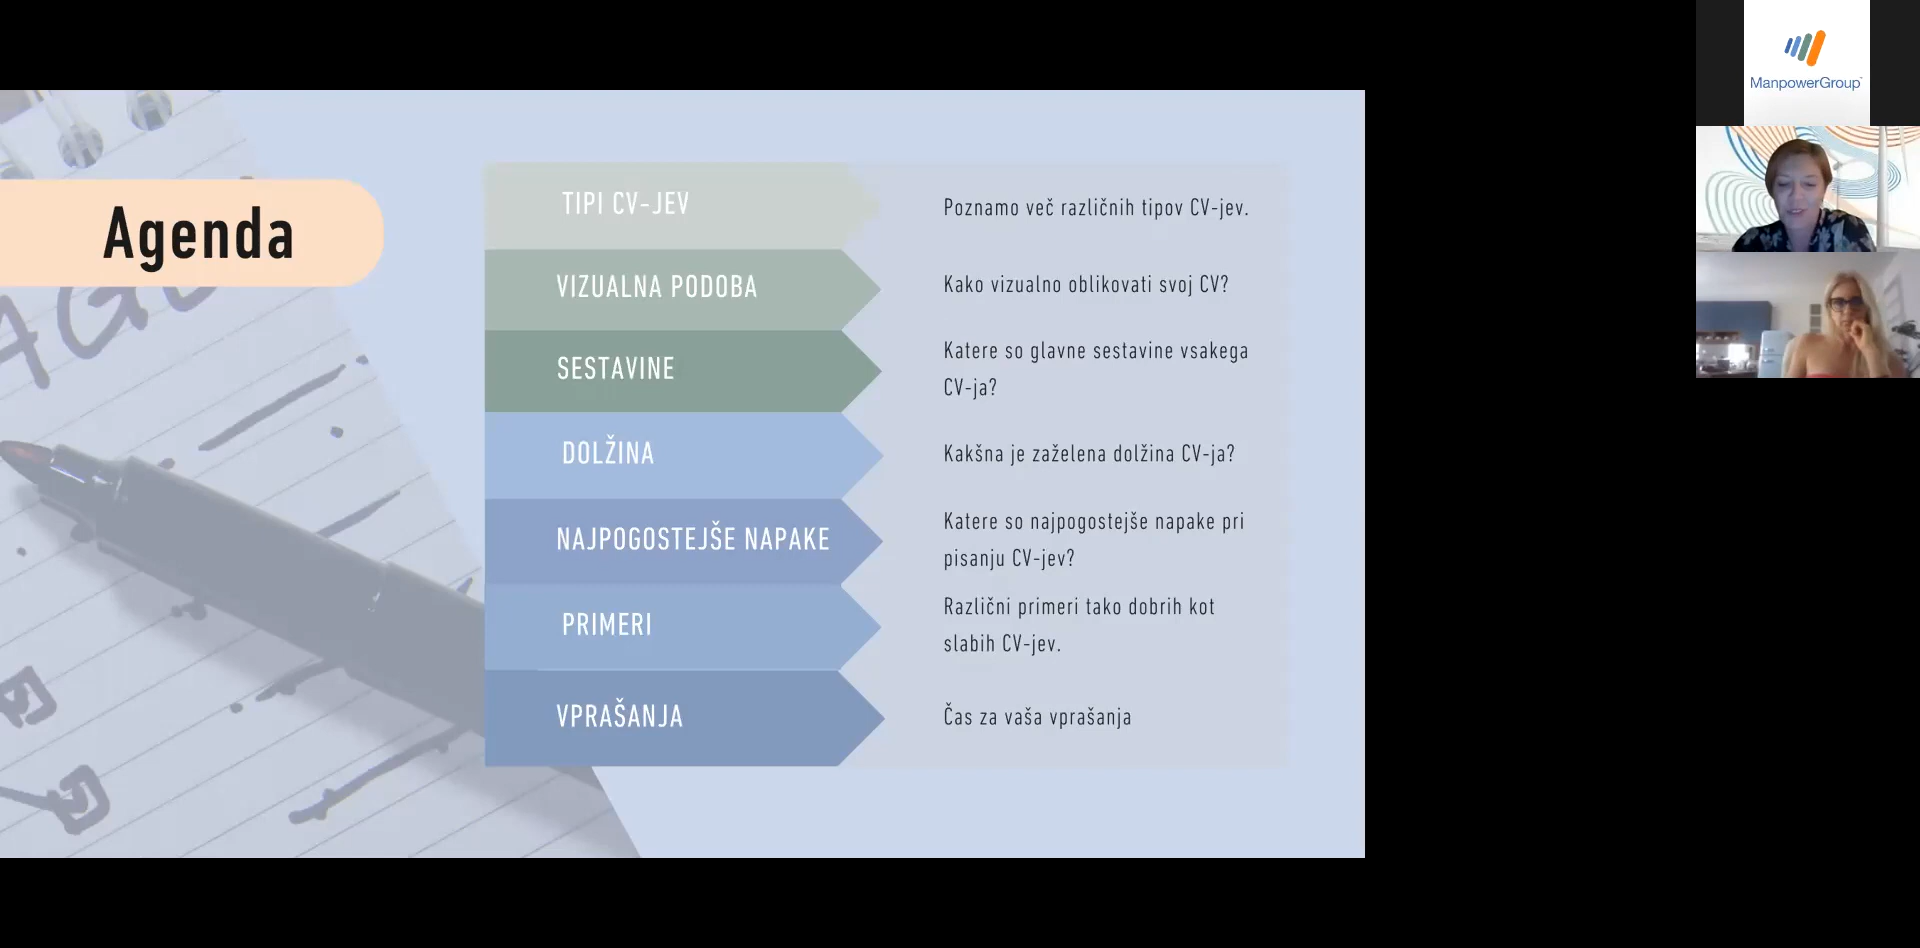 Agenda
TIPI CV-JEV
Poznamo več različnih tipov CV-jev.
VIZUALNA PODOBA
Kako vizualno oblikovati svoj CV?
SESTAVINE
Katere so glavne sestavine vsakega
CV-ja?
DOLŽINA
Kakšna je zaželena dolžina CV-ja?
NAJPOGOSTEJŠE NAPAKE
Katere so najpogostejše napake pri
pisanju CV-jev?
PRIMERI
Različni primeri tako dobrih kot
slabih CV-jev.
VPRAŠANJA
Čas za vaša vprašanja
ManpowerGroup